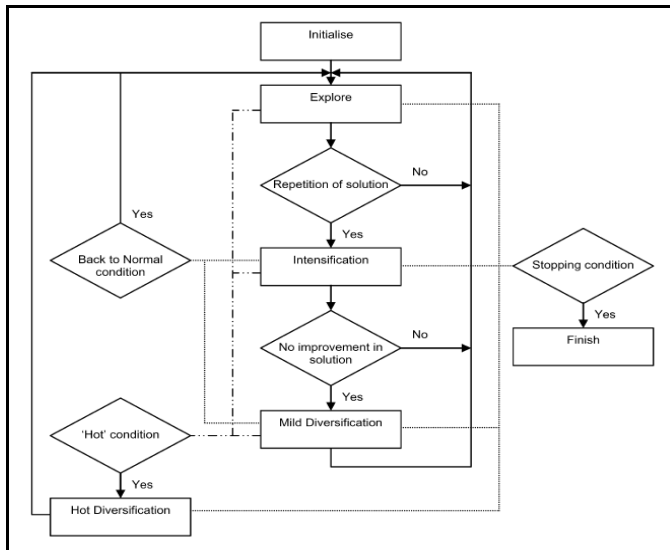 Initialise
Explore
Repetition of solution
No
Yes
Yes
Back to Normal
condition
Intensification
Stopping condition
Yes
Finish
No improvement in
solution
No
Yes
Mild Diversification
'Hot' condition
Yes
Hot Diversification